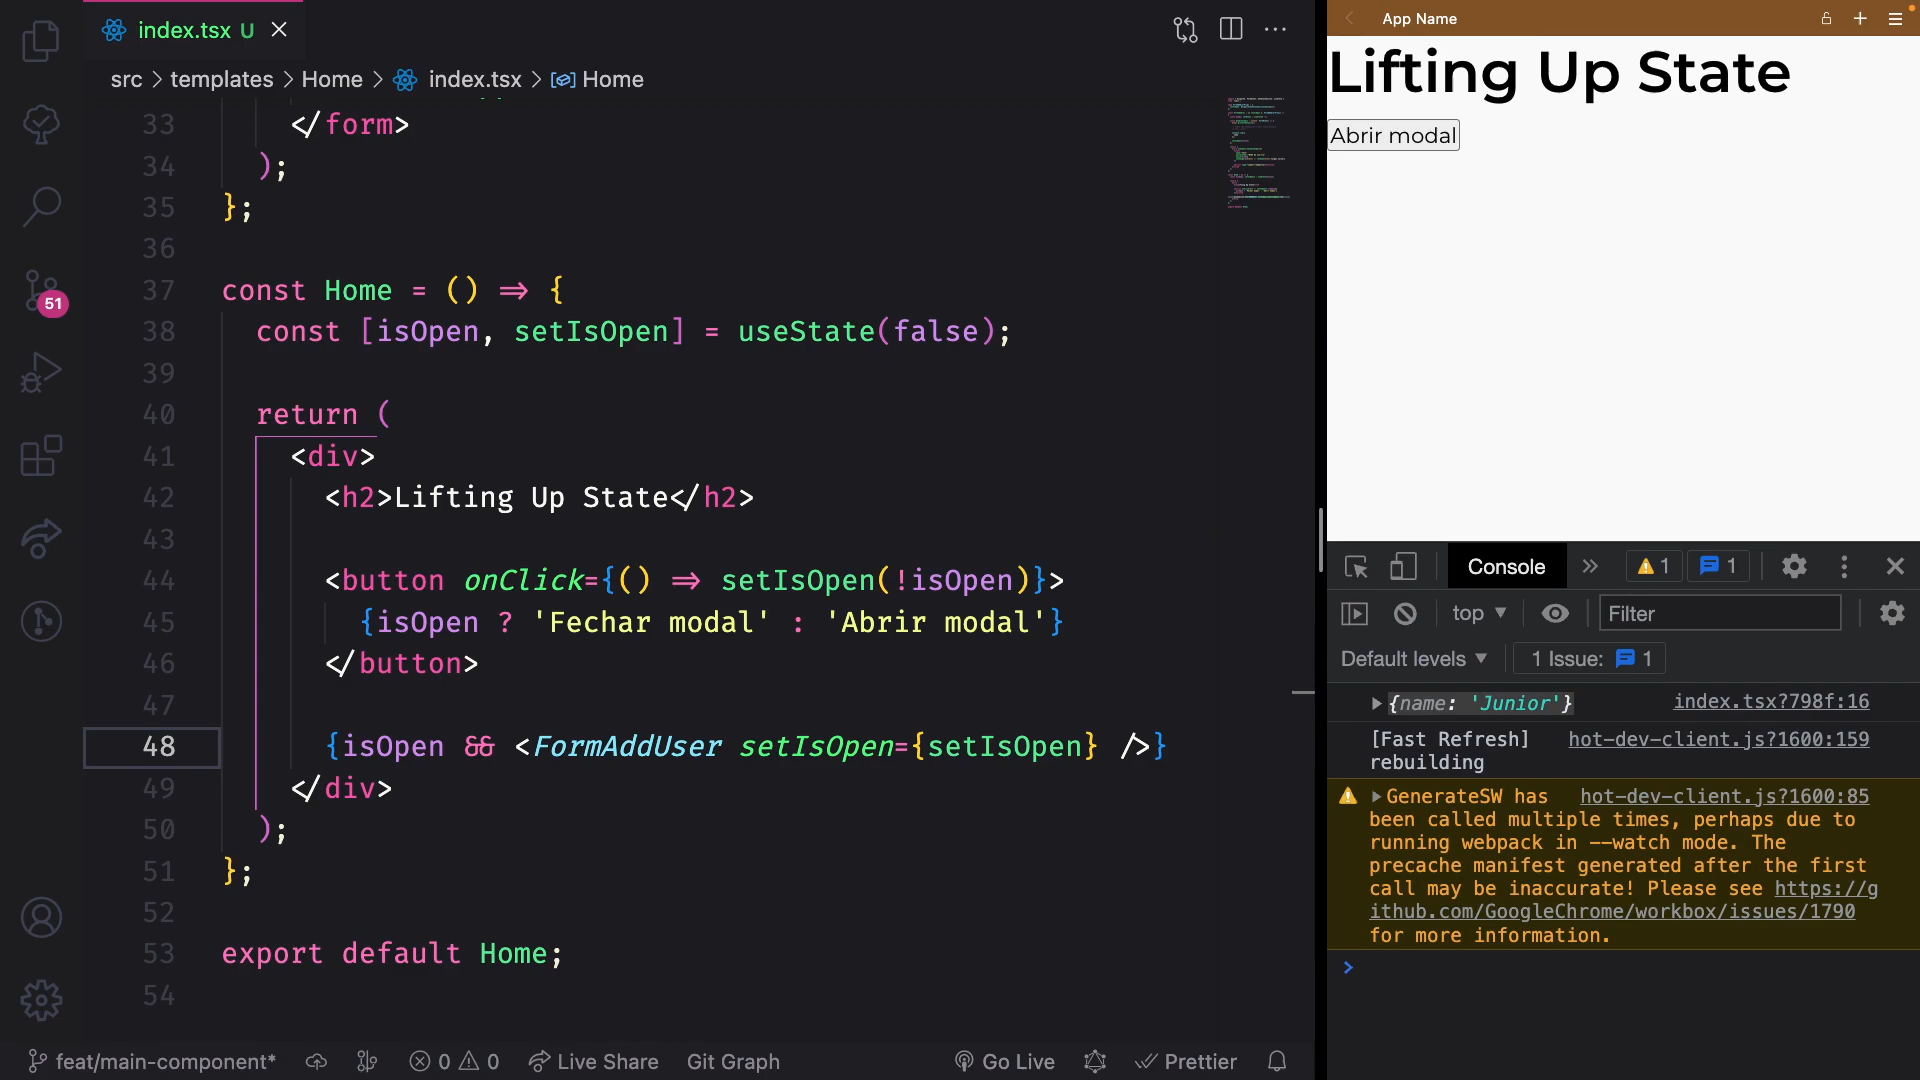 index.tsx U
src > templates > Home > index.tsx > Home
33 </form>
34 );
35 };
36
37 const Home = () => {
38 const [isOpen, setIsOpen] = useState(false);
39
40 return (
41 <div>
42 <h2>Lifting Up State</h2>
43
44 <button onClick={() => setIsOpen(!isOpen)}>
45 {isOpen ? 'Fechar modal' : 'Abrir modal'}
46 </button>
47
48 {isOpen && <FormAddUser setIsOpen={setIsOpen} />}
49 </div>
50 );
51 };
52
53 export default Home;
54
51
feat/main-component* 0 0 Live Share Git Graph Go Live Prettier
App Name
Lifting Up State
Abrir modal
Console 1 1
top Filter
Default levels 1 Issue: 1
{name: 'Junior'} index.tsx?798f:16
[Fast Refresh] hot-dev-client.js?1600:159
rebuilding
GenerateSW has hot-dev-client.js?1600:85
been called multiple times, perhaps due to
running webpack in --watch mode. The
precache manifest generated after the first
call may be inaccurate! Please see https://g
ithub.com/GoogleChrome/workbox/issues/1790
for more information.